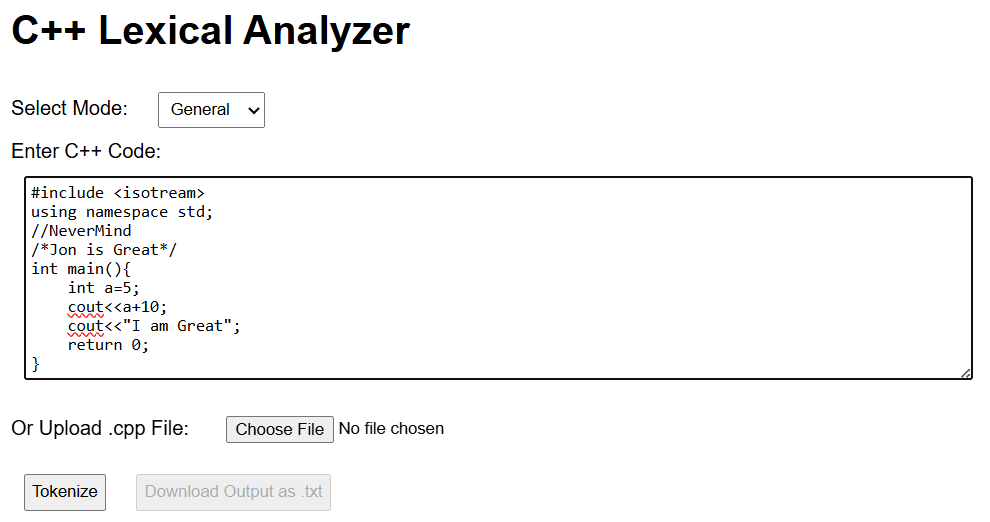 C++ Lexical Analyzer
Select Mode: General
Enter C++ Code:
#include <isotream>
using namespace std;
//NeverMind
/*Jon is Great*/
int main(){
    int a=5;
    cout<<a+10;
    cout<<"I am Great";
    return 0;
}
Or Upload .cpp File: Choose File No file chosen
Tokenize Download Output as .txt